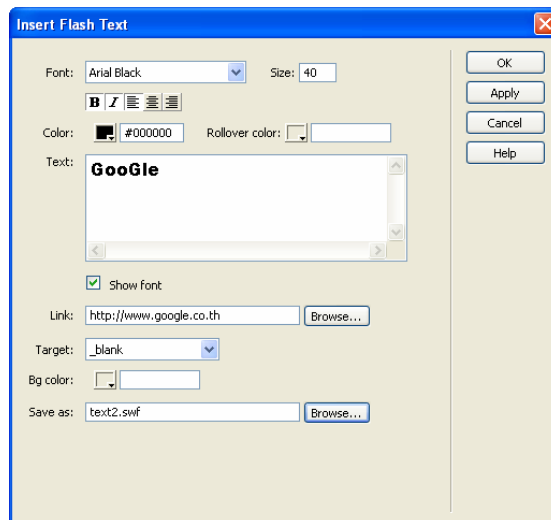 Insert Flash Text
Font: Arial Black Size: 40
B I
Color: #000000 Rollover color:
Text: GooGle
Show font
Link: http://www.google.co.th Browse...
Target: _blank
Bg color:
Save as: text2.swf Browse...
OK
Apply
Cancel
Help